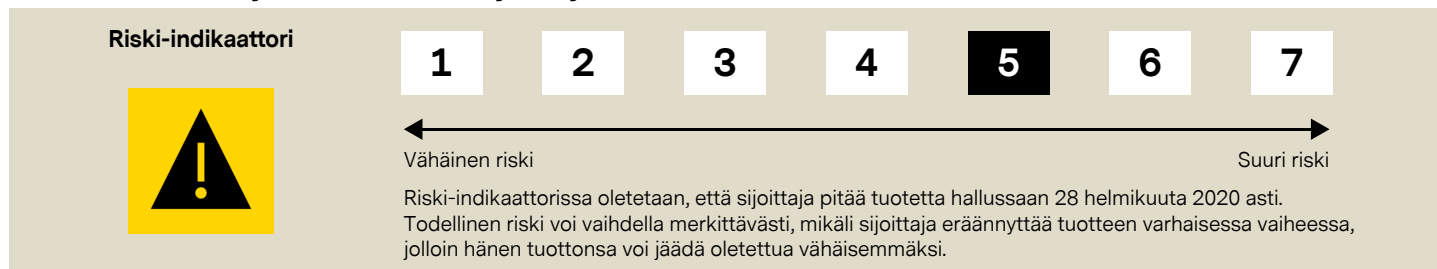 Riski-indikaattori
1 2 3 4 5 6 7
Vähäinen riski Suuri riski
Riski-indikaattorissa oletetaan, että sijoittaja pitää tuotetta hallussaan 28 helmikuuta 2020 asti.
Todellinen riski voi vaihdella merkittävästi, mikäli sijoittaja eräännyttää tuotteen varhaisessa vaiheessa,
jolloin hänen tuottonsa voi jäädä oletettua vähäisemmäksi.